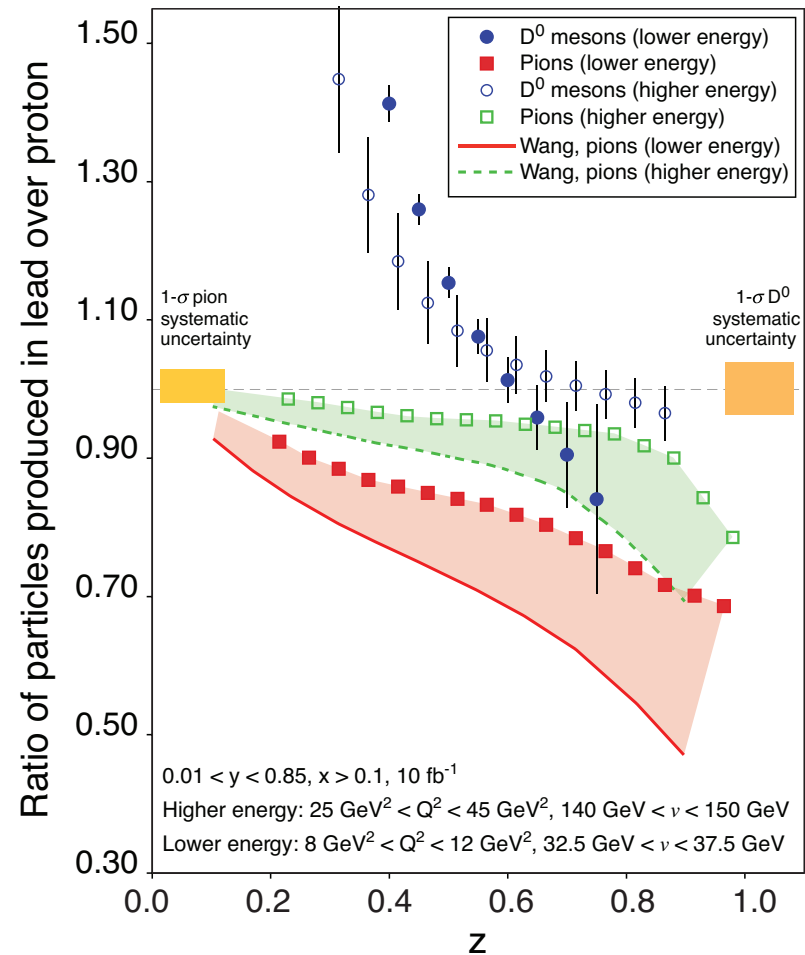 Ratio of particles produced in lead over proton
1.50
1.30
1.10
0.90
0.70
0.50
0.30
D⁰ mesons (lower energy)
Pions (lower energy)
D⁰ mesons (higher energy)
Pions (higher energy)
Wang, pions (lower energy)
Wang, pions (higher energy)
1-σ pion
systematic
uncertainty
1-σ D⁰
systematic
uncertainty
0.01 < y < 0.85, x > 0.1, 10 fb⁻¹
Higher energy: 25 GeV² < Q² < 45 GeV², 140 GeV < ν < 150 GeV
Lower energy: 8 GeV² < Q² < 12 GeV², 32.5 GeV < ν < 37.5 GeV
0.0 0.2 0.4 0.6 0.8 1.0
z